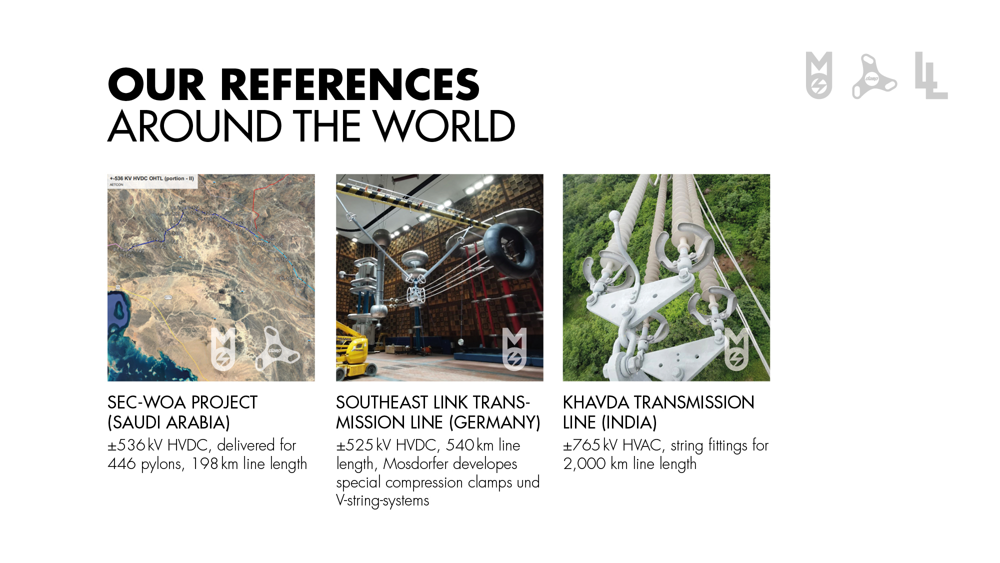 OUR REFERENCES
AROUND THE WORLD
damp
+-536 KV HVDC OHTL (portion - II)
AETCON
damp
SEC-WOA PROJECT
(SAUDI ARABIA)
±536 kV HVDC, delivered for
446 pylons, 198 km line length
SOUTHEAST LINK TRANS-
MISSION LINE (GERMANY)
±525 kV HVDC, 540 km line
length, Mosdorfer developes
special compression clamps und
V-string-systems
KHAVDA TRANSMISSION
LINE (INDIA)
±765 kV HVAC, string fittings for
2,000 km line length